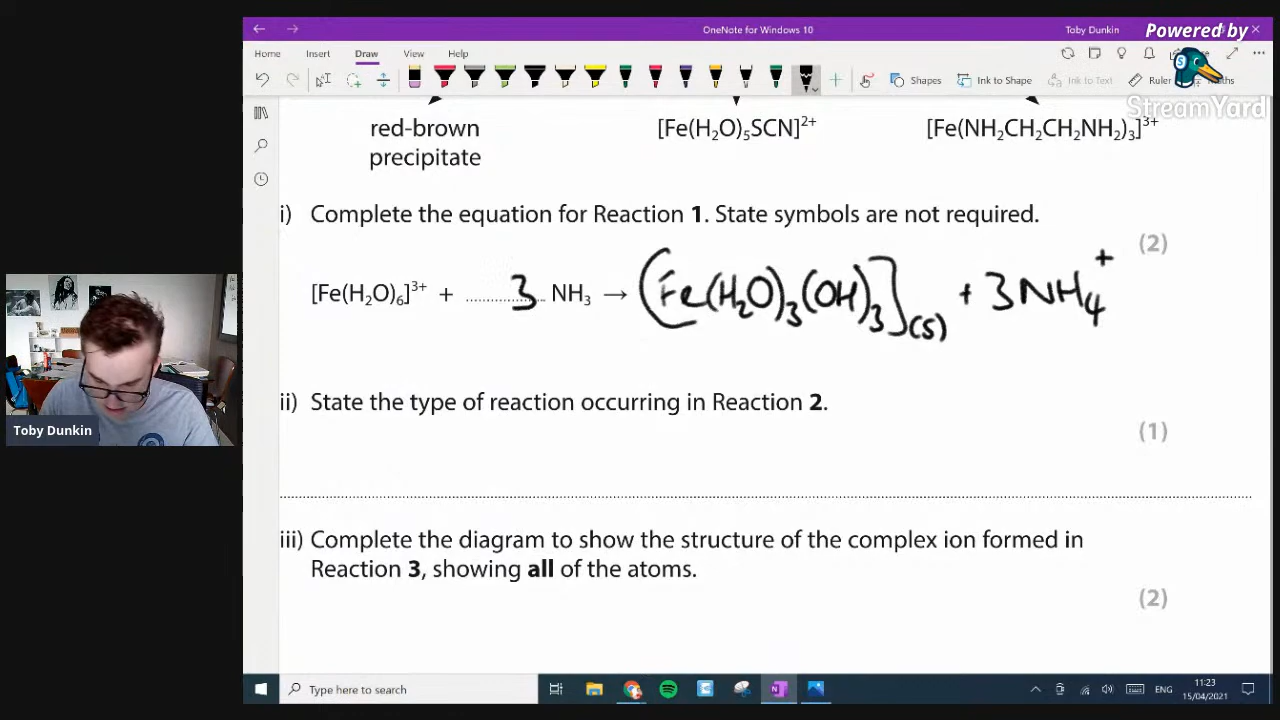 OneNote for Windows 10
Toby Dunkin
Powered by
StreamYard
Home Insert Draw View Help
Shapes Ink to Shape Ink to Text Ruler
red-brown
precipitate
[Fe(H₂O)₅SCN]²⁺
[Fe(NH₂CH₂CH₂NH₂)₃]³⁺
i) Complete the equation for Reaction 1. State symbols are not required.
(2)
[Fe(H₂O)₆]³⁺ + ........3.. NH₃ → [Fe(H₂O)₃(OH)₃](s) + 3NH₄⁺
ii) State the type of reaction occurring in Reaction 2.
(1)
iii) Complete the diagram to show the structure of the complex ion formed in
Reaction 3, showing all of the atoms.
(2)
Toby Dunkin
Type here to search
ENG
11:23
15/04/2021